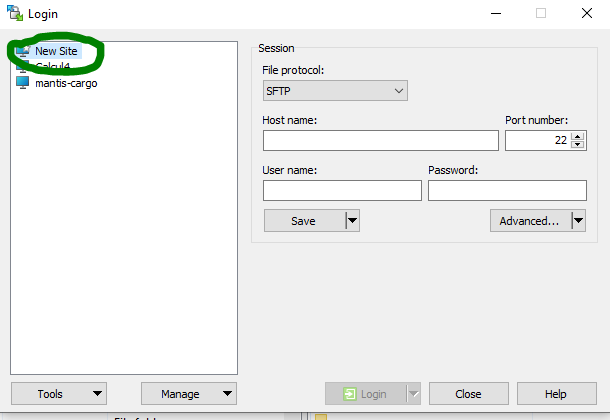 Login
New Site
Calcul4
mantis-cargo
Session
File protocol:
SFTP
Host name:
Port number:
22
User name:
Password:
Save
Advanced...
Tools
Manage
Login
Close
Help